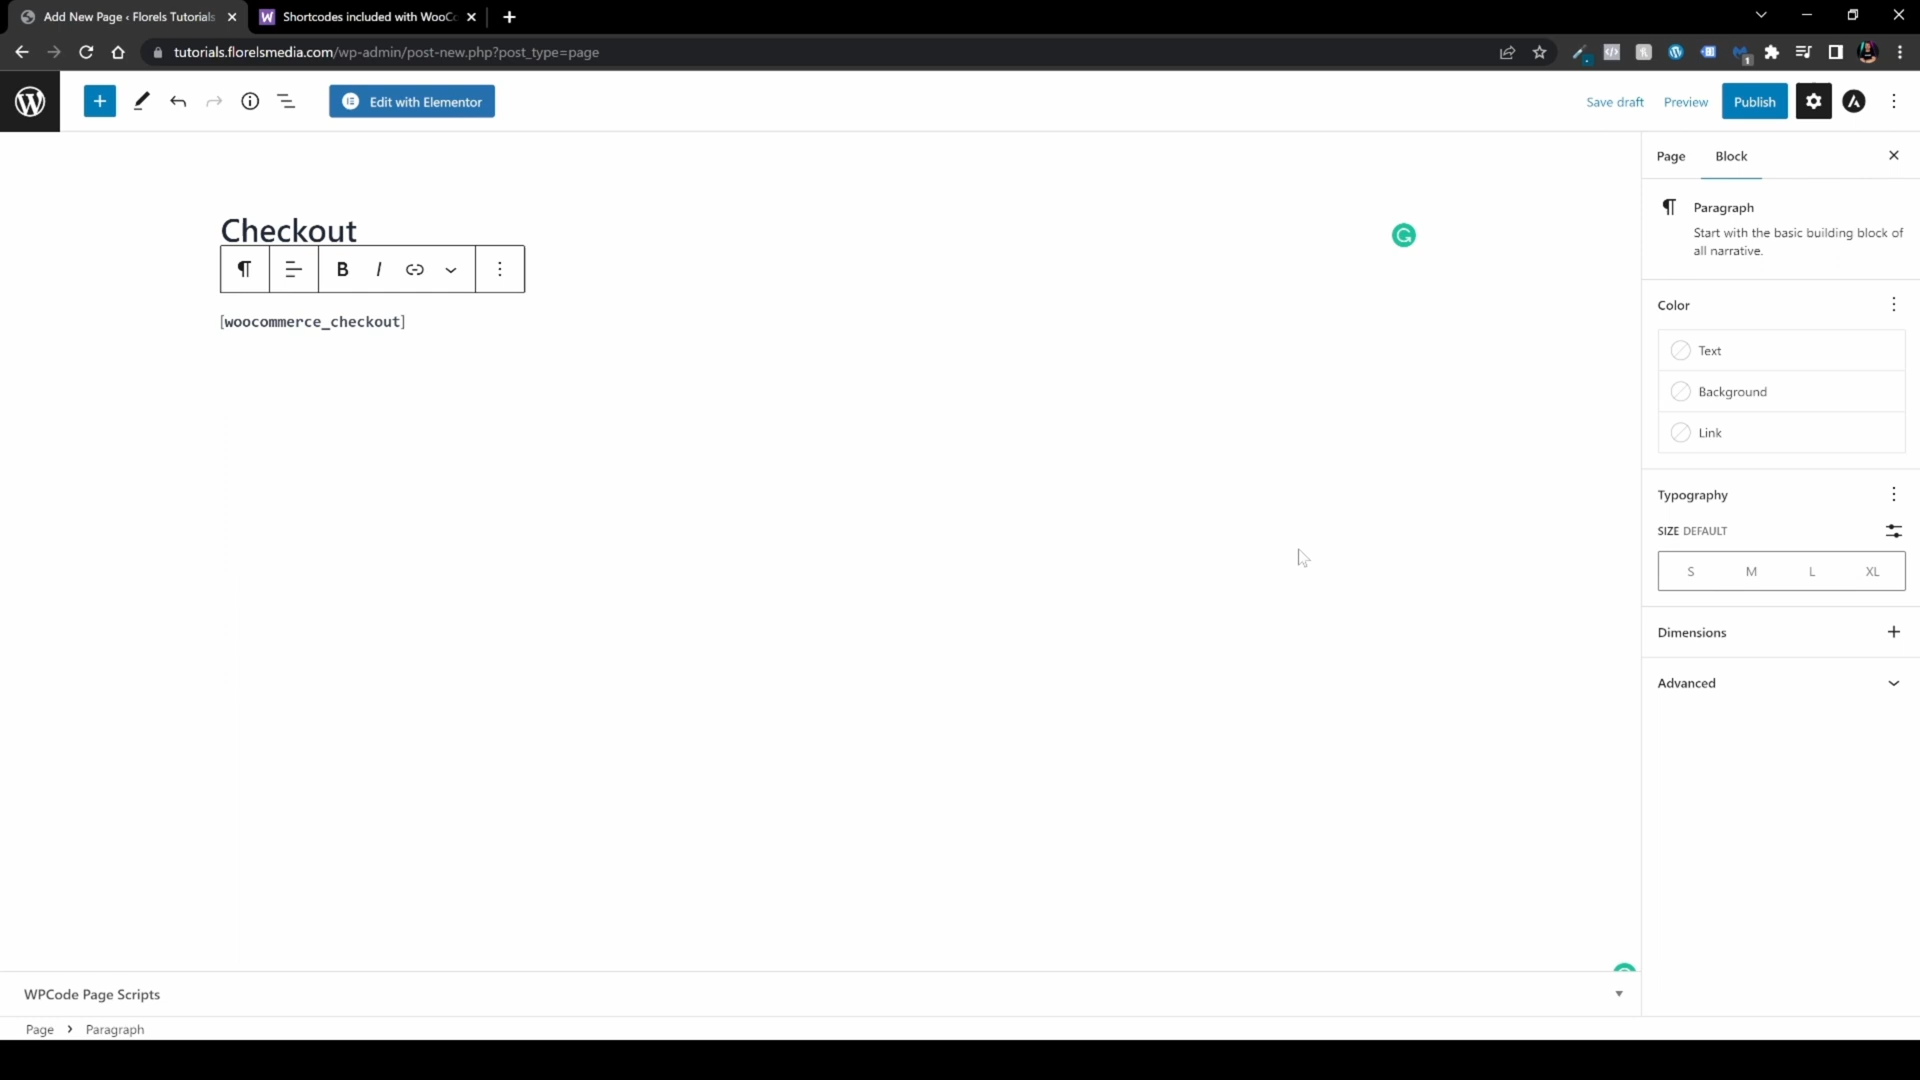 Add New Page ‹ Florels Tutorials
Shortcodes included with WooCo
tutorials.florelsmedia.com/wp-admin/post-new.php?post_type=page
Edit with Elementor
Save draft
Preview
Publish
Page
Block
Paragraph
Start with the basic building block of
all narrative.
Checkout
B I
[woocommerce_checkout]
Color
Text
Background
Link
Typography
SIZE DEFAULT
S M L XL
Dimensions
Advanced
WPCode Page Scripts
Page › Paragraph